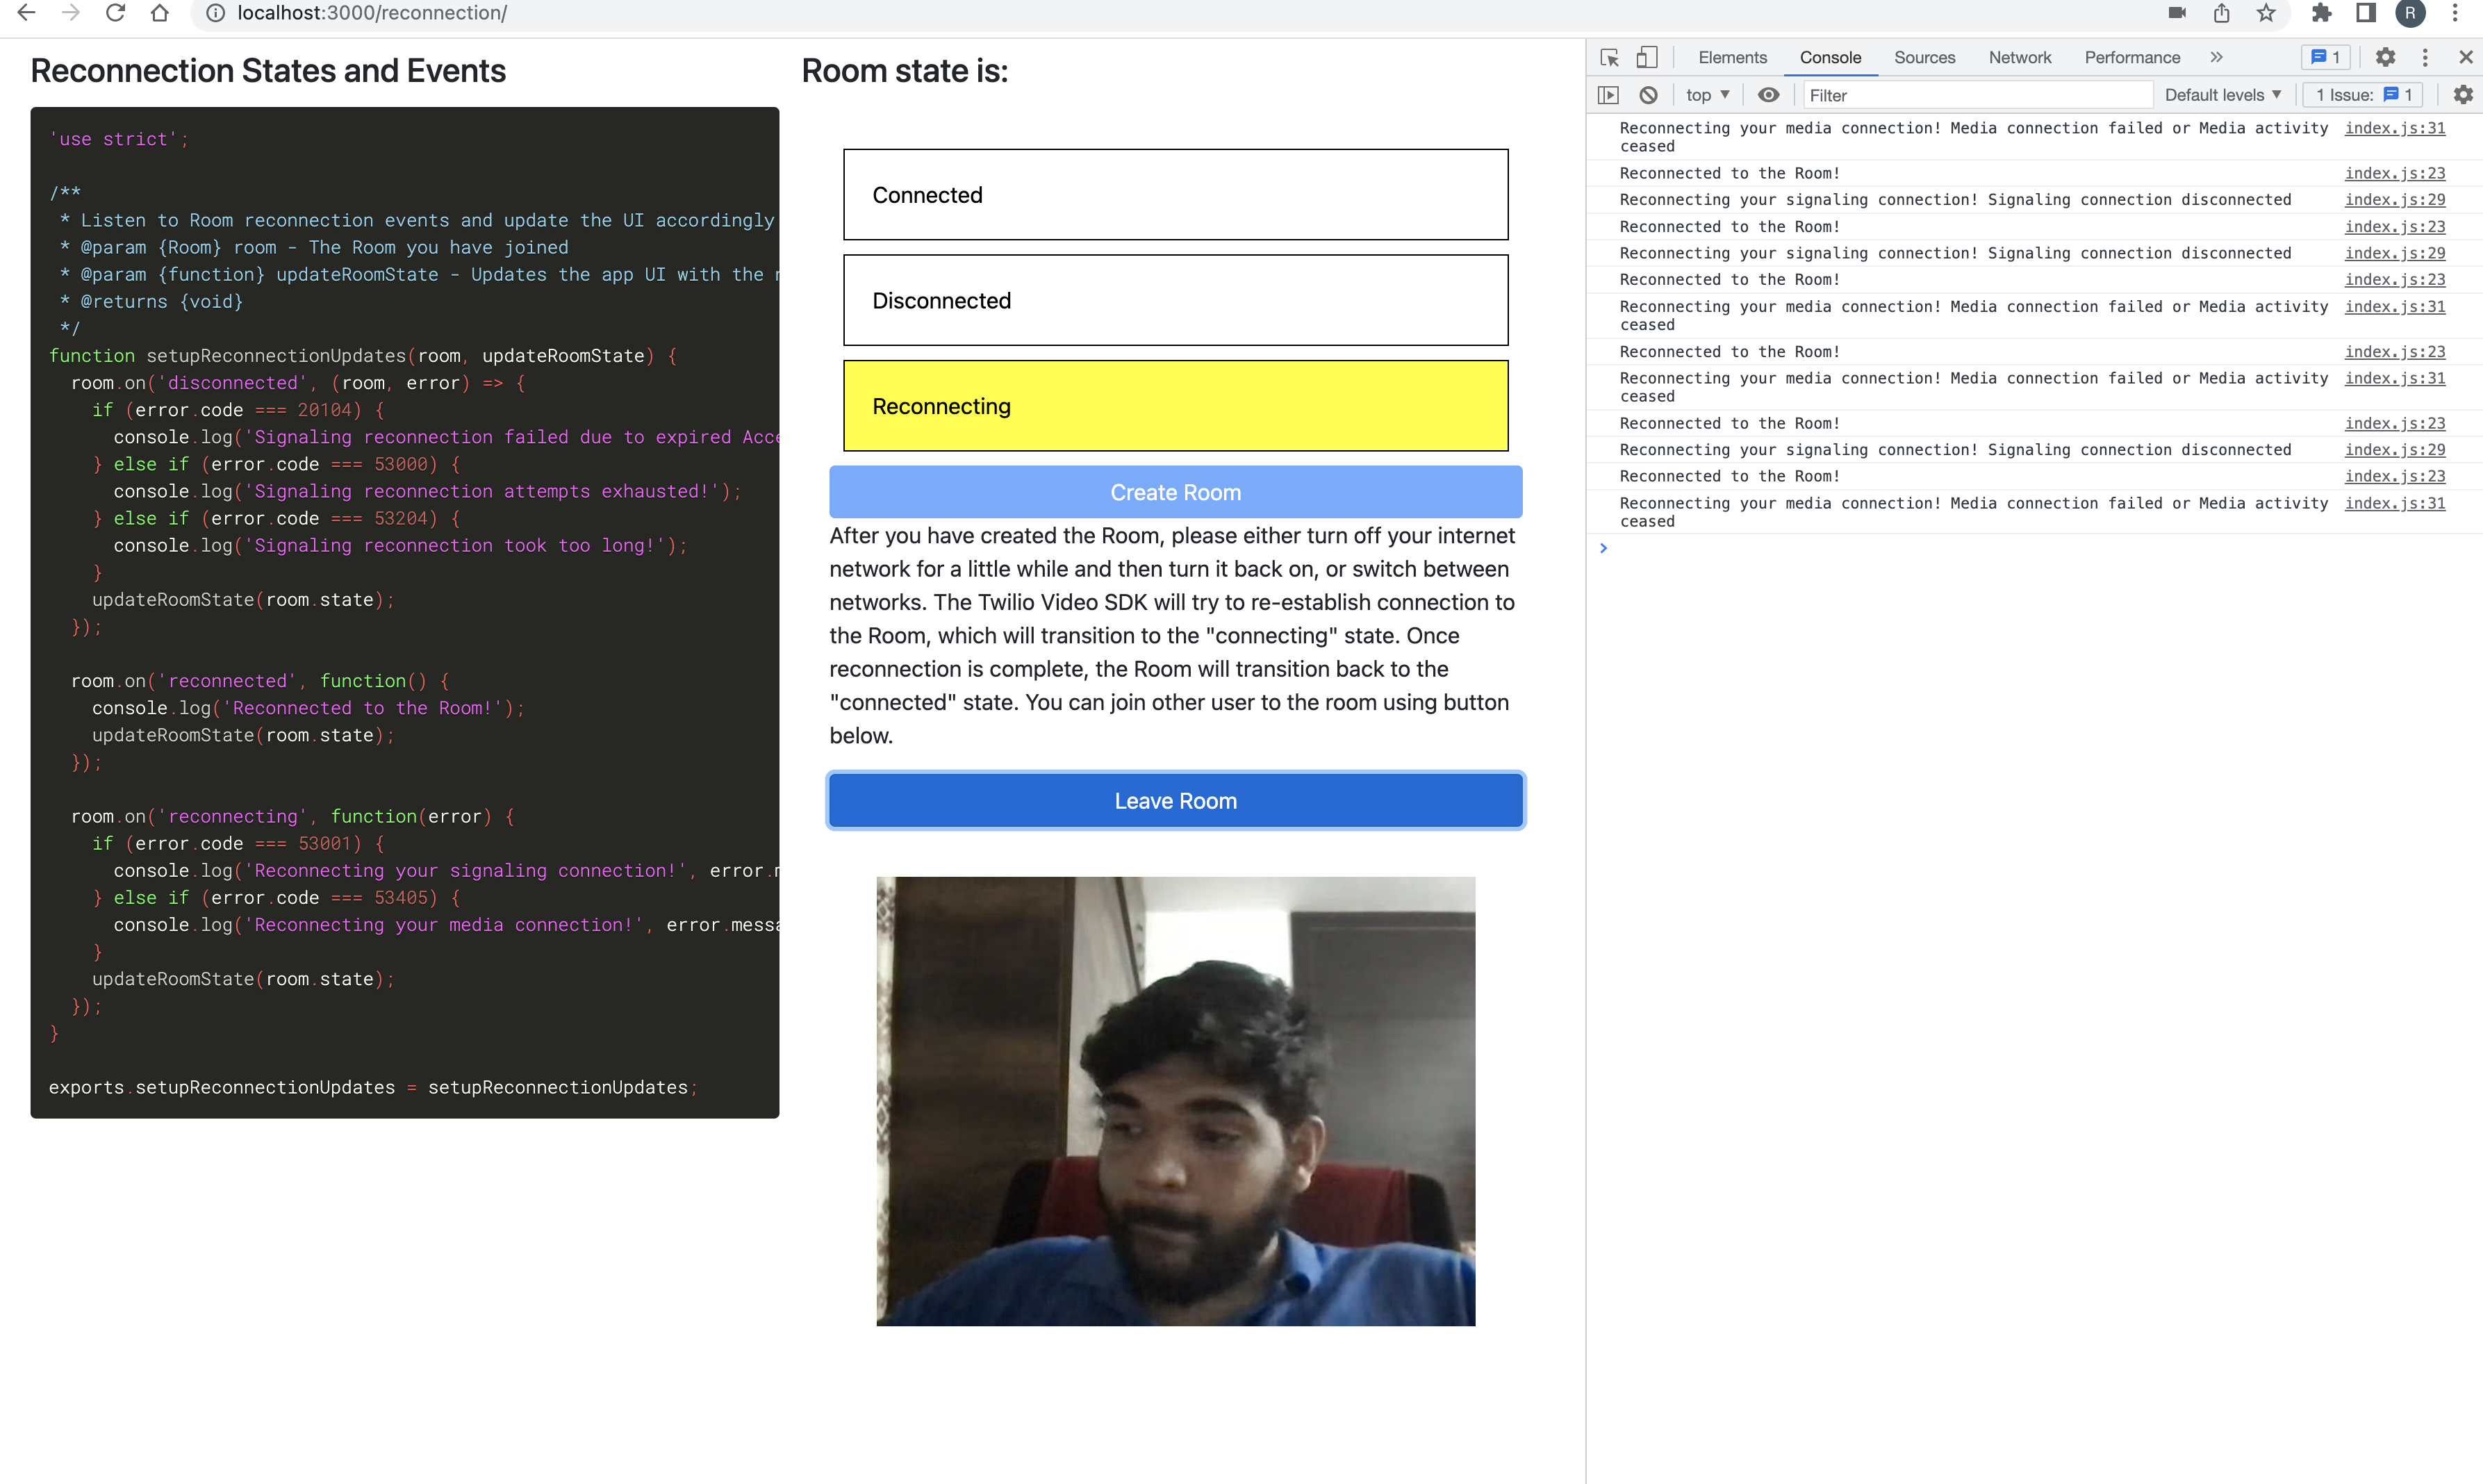 localhost:3000/reconnection/
R
Reconnection States and Events
'use strict';
/**
* Listen to Room reconnection events and update the UI accordingly
* @param {Room} room - The Room you have joined
* @param {function} updateRoomState - Updates the app UI with the
* @returns {void}
*/
function setupReconnectionUpdates(room, updateRoomState) {
room.on('disconnected', (room, error) => {
if (error.code === 20104) {
console.log('Signaling reconnection failed due to expired Acce
} else if (error.code === 53000) {
console.log('Signaling reconnection attempts exhausted!');
} else if (error.code === 53204) {
console.log('Signaling reconnection took too long!');
}
updateRoomState(room.state);
});
room.on('reconnected', function() {
console.log('Reconnected to the Room!');
updateRoomState(room.state);
});
room.on('reconnecting', function(error) {
if (error.code === 53001) {
console.log('Reconnecting your signaling connection!', error.
} else if (error.code === 53405) {
console.log('Reconnecting your media connection!', error.messa
}
updateRoomState(room.state);
});
}
exports.setupReconnectionUpdates = setupReconnectionUpdates;
Room state is:
Connected
Disconnected
Reconnecting
Create Room
After you have created the Room, please either turn off your internet
network for a little while and then turn it back on, or switch between
networks. The Twilio Video SDK will try to re-establish connection to
the Room, which will transition to the "connecting" state. Once
reconnection is complete, the Room will transition back to the
"connected" state. You can join other user to the room using button
below.
Leave Room
Elements Console Sources Network Performance » 1
top Filter Default levels 1 Issue: 1
Reconnecting your media connection! Media connection failed or Media activity index.js:31
ceased
Reconnected to the Room! index.js:23
Reconnecting your signaling connection! Signaling connection disconnected index.js:29
Reconnected to the Room! index.js:23
Reconnecting your signaling connection! Signaling connection disconnected index.js:29
Reconnected to the Room! index.js:23
Reconnecting your media connection! Media connection failed or Media activity index.js:31
ceased
Reconnected to the Room! index.js:23
Reconnecting your media connection! Media connection failed or Media activity index.js:31
ceased
Reconnected to the Room! index.js:23
Reconnecting your signaling connection! Signaling connection disconnected index.js:29
Reconnected to the Room! index.js:23
Reconnecting your media connection! Media connection failed or Media activity index.js:31
ceased